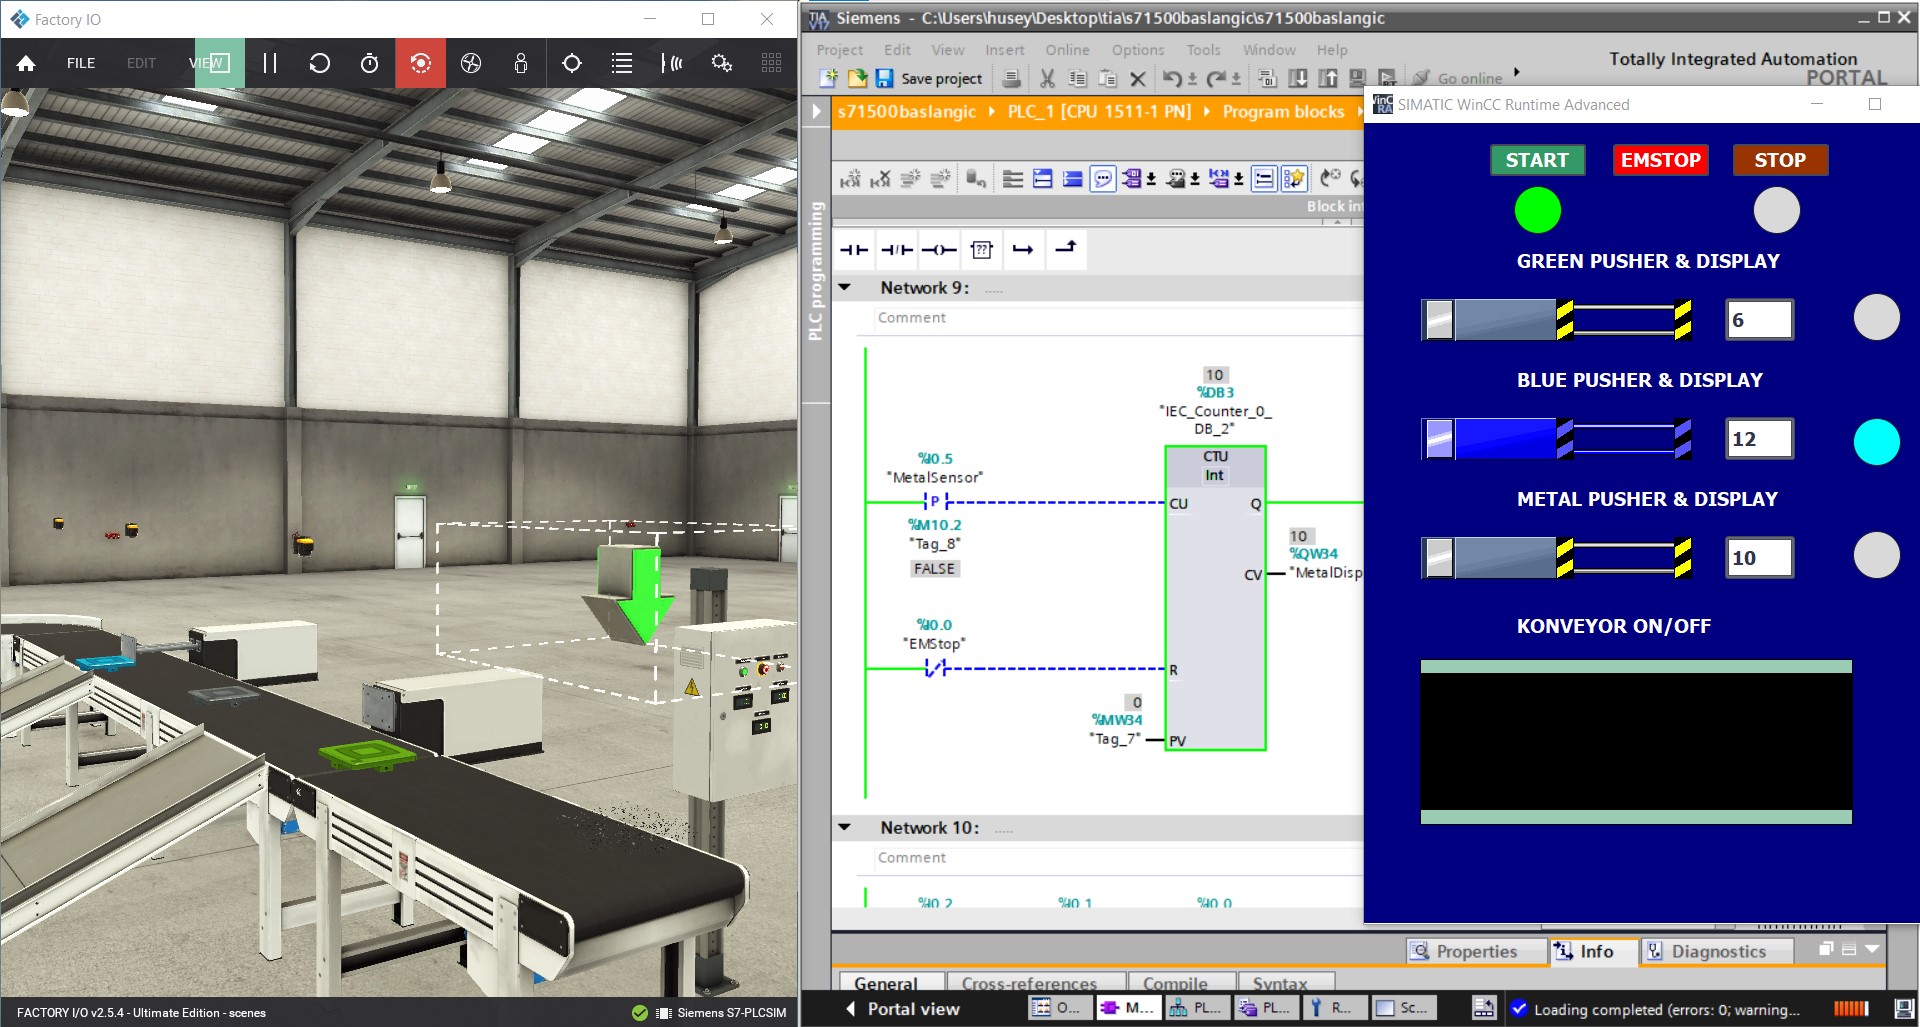 Factory IO
FILE
EDIT
VIEW
FACTORY I/O v2.5.4 - Ultimate Edition - scenes
Siemens S7-PLCSIM
Siemens - C:\Users\husey\Desktop\tia\s71500baslangic\s71500baslangic
Project Edit View Insert Online Options Tools Window Help
Totally Integrated Automation
PORTAL
Save project
Go online
s71500baslangic PLC_1 [CPU 1511-1 PN] Program blocks
PLC programming
Block int
Network 9: .....
Comment
10
%DB3
"IEC_Counter_0_
DB_2"
CTU
Int
%I0.5
"MetalSensor"
P
CU
Q
%M10.2
"Tag_8"
FALSE
10
%QW34
CV
"MetalDisp
%I0.0
"EMStop"
R
0
%MW34
"Tag_7"
PV
Network 10: .....
Comment
%I0.2 %I0.1 %I0.0
Properties
Info
Diagnostics
General
Cross-references
Compile
Syntax
Portal view
O...
M...
PL...
PL...
R...
Sc...
Loading completed (errors: 0; warning...
SIMATIC WinCC Runtime Advanced
START
EMSTOP
STOP
GREEN PUSHER & DISPLAY
6
BLUE PUSHER & DISPLAY
12
METAL PUSHER & DISPLAY
10
KONVEYOR ON/OFF